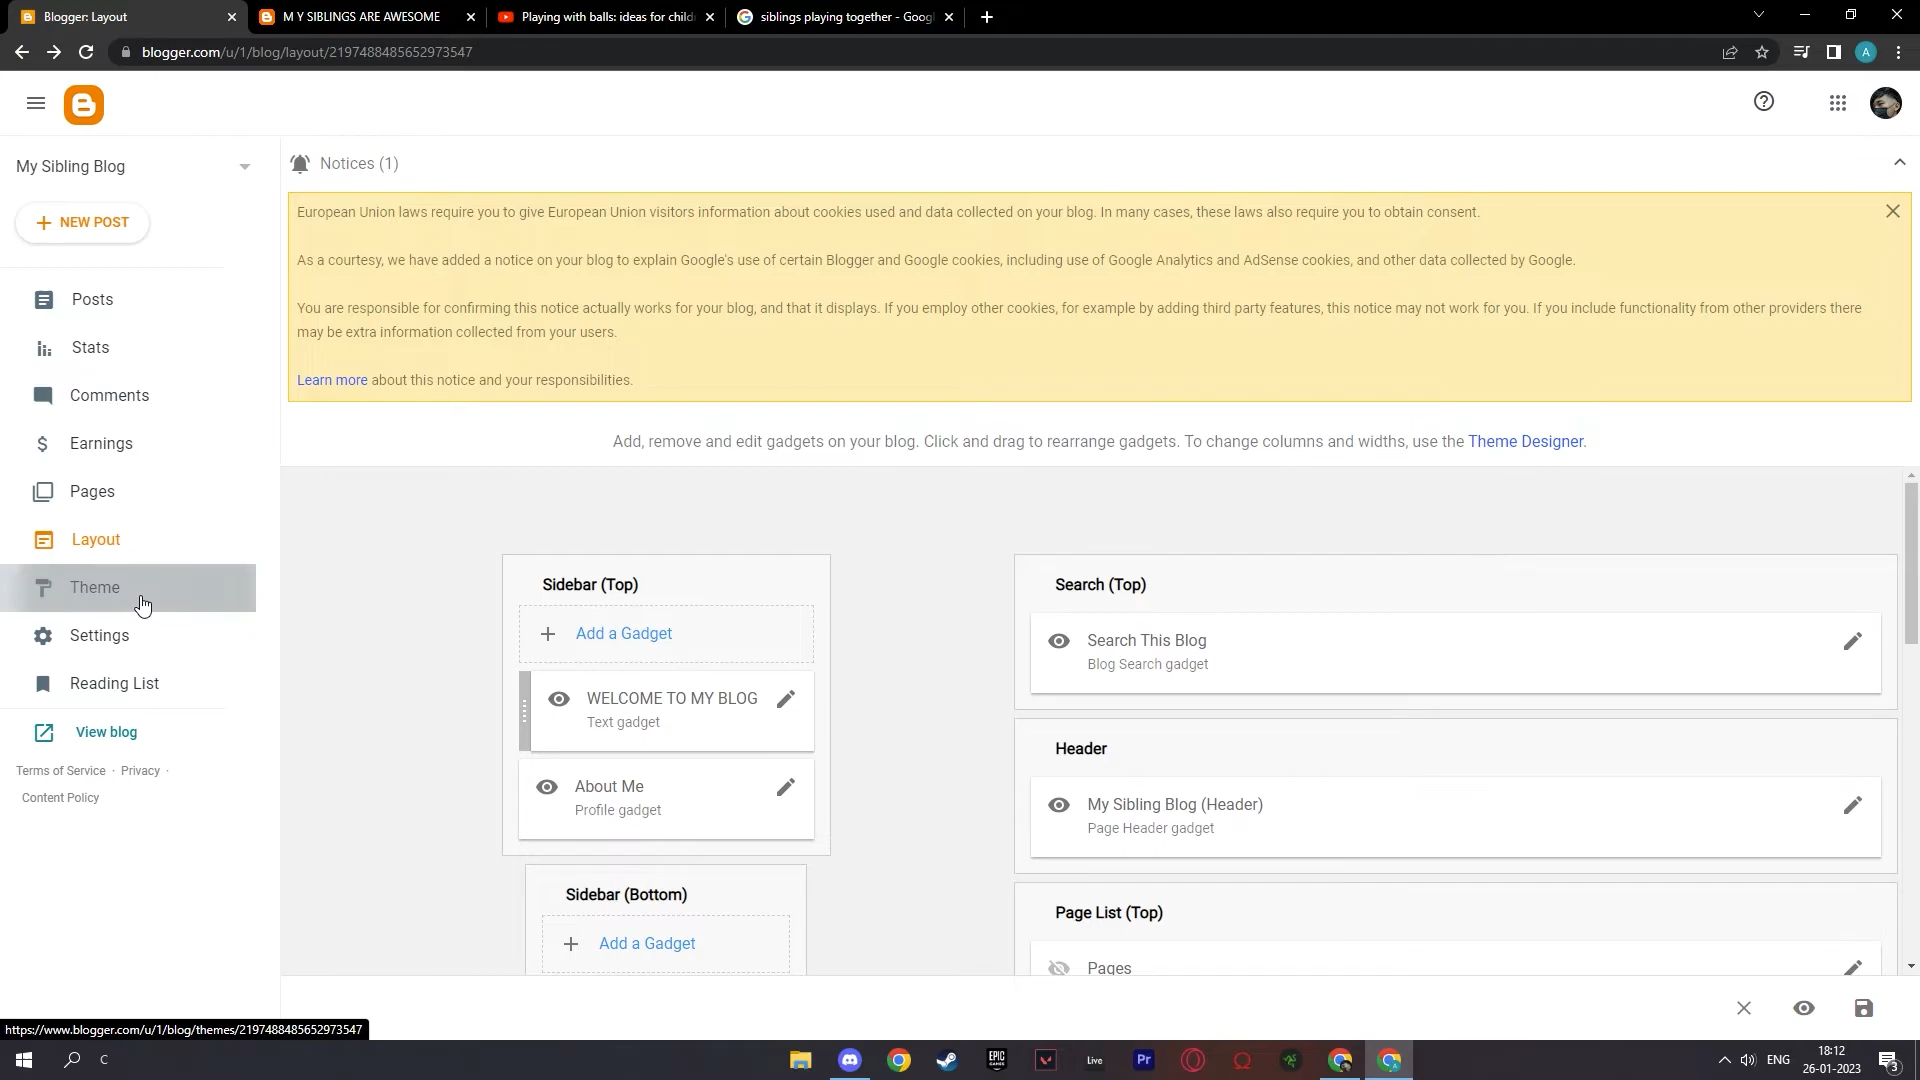 Blogger: Layout
M Y SIBLINGS ARE AWESOME
Playing with balls: ideas for child
siblings playing together - Goog
blogger.com/u/1/blog/layout/2197488485652973547
A
My Sibling Blog
NEW POST
Posts
Stats
Comments
Earnings
Pages
Layout
Theme
Settings
Reading List
View blog
Terms of Service · Privacy ·
Content Policy
Notices (1)
European Union laws require you to give European Union visitors information about cookies used and data collected on your blog. In many cases, these laws also require you to obtain consent.
As a courtesy, we have added a notice on your blog to explain Google's use of certain Blogger and Google cookies, including use of Google Analytics and AdSense cookies, and other data collected by Google.
You are responsible for confirming this notice actually works for your blog, and that it displays. If you employ other cookies, for example by adding third party features, this notice may not work for you. If you include functionality from other providers there
may be extra information collected from your users.
Learn more about this notice and your responsibilities.
Add, remove and edit gadgets on your blog. Click and drag to rearrange gadgets. To change columns and widths, use the Theme Designer.
Sidebar (Top)
Add a Gadget
WELCOME TO MY BLOG
Text gadget
About Me
Profile gadget
Sidebar (Bottom)
Add a Gadget
Search (Top)
Search This Blog
Blog Search gadget
Header
My Sibling Blog (Header)
Page Header gadget
Page List (Top)
Pages
https://www.blogger.com/u/1/blog/themes/2197488485652973547
C
EPIC
GAMES
Live
Pr
ENG
18:12
26-01-2023
3